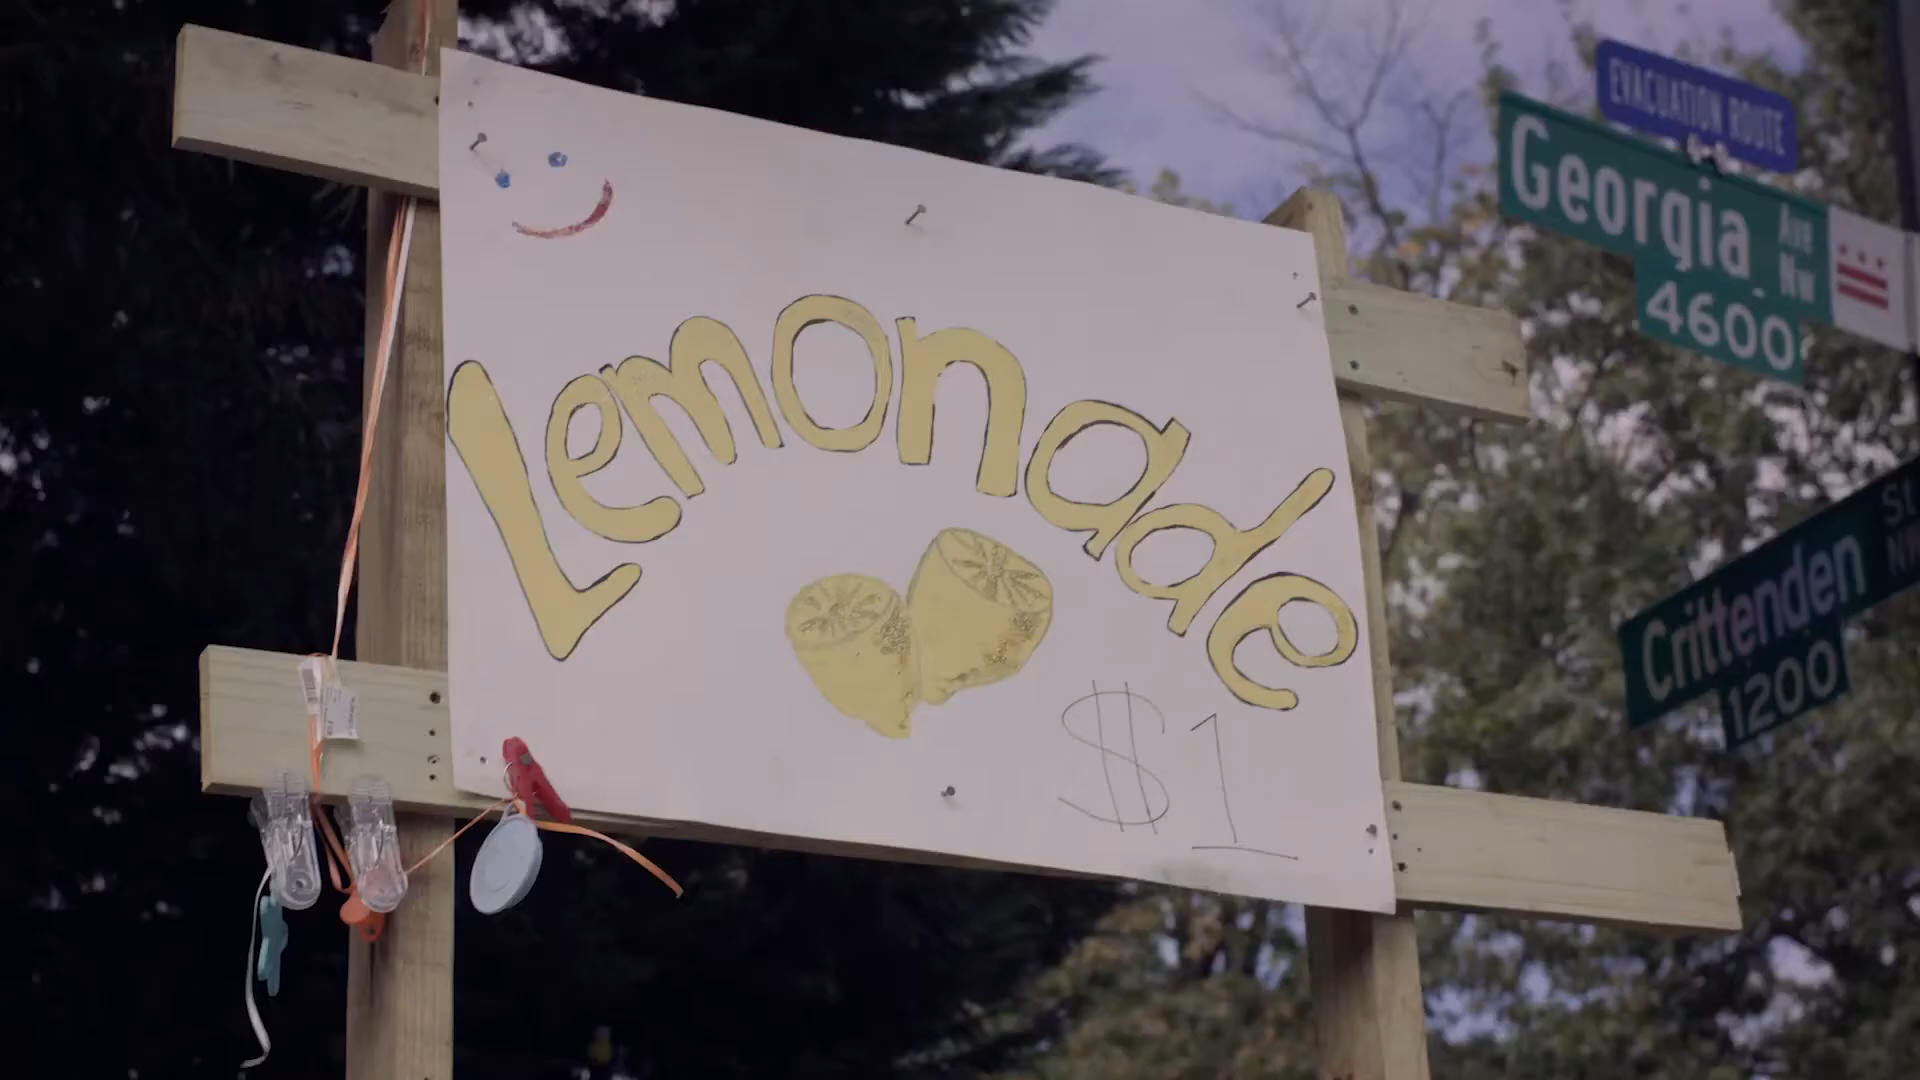 Lemonade
$1
EVACUATION ROUTE
Georgia Ave NW
4600
Crittenden St NW
1200